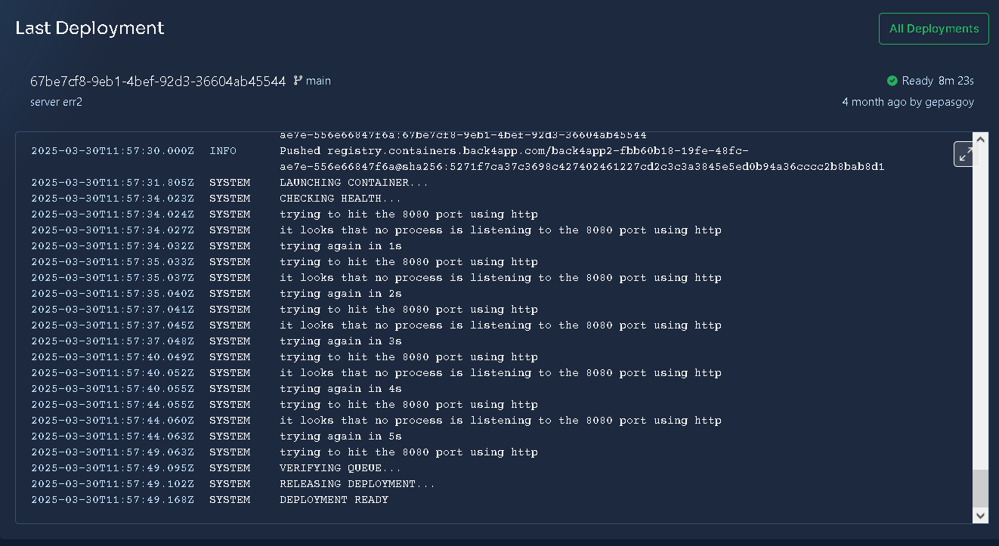 Last Deployment
All Deployments
67be7cf8-9eb1-4bef-92d3-36604ab45544 main
Ready 8m 23s
server err2
4 month ago by gepasgoy
ae7e-556e66847f6a:67be7cf8-9eb1-4bef-92d3-36604ab45544
2025-03-30T11:57:30.000Z INFO Pushed registry.containers.back4app.com/back4app2-fbb60b18-19fe-48fc-
ae7e-556e66847f6a@sha256:5271f7ca37c3698c427402461227cd2c3c3a3845e5ed0b94a36cccc2b8bab8d1
2025-03-30T11:57:31.805Z SYSTEM LAUNCHING CONTAINER...
2025-03-30T11:57:34.023Z SYSTEM CHECKING HEALTH...
2025-03-30T11:57:34.024Z SYSTEM trying to hit the 8080 port using http
2025-03-30T11:57:34.027Z SYSTEM it looks that no process is listening to the 8080 port using http
2025-03-30T11:57:34.032Z SYSTEM trying again in 1s
2025-03-30T11:57:35.033Z SYSTEM trying to hit the 8080 port using http
2025-03-30T11:57:35.037Z SYSTEM it looks that no process is listening to the 8080 port using http
2025-03-30T11:57:35.040Z SYSTEM trying again in 2s
2025-03-30T11:57:37.041Z SYSTEM trying to hit the 8080 port using http
2025-03-30T11:57:37.045Z SYSTEM it looks that no process is listening to the 8080 port using http
2025-03-30T11:57:37.048Z SYSTEM trying again in 3s
2025-03-30T11:57:40.049Z SYSTEM trying to hit the 8080 port using http
2025-03-30T11:57:40.052Z SYSTEM it looks that no process is listening to the 8080 port using http
2025-03-30T11:57:40.055Z SYSTEM trying again in 4s
2025-03-30T11:57:44.055Z SYSTEM trying to hit the 8080 port using http
2025-03-30T11:57:44.060Z SYSTEM it looks that no process is listening to the 8080 port using http
2025-03-30T11:57:44.063Z SYSTEM trying again in 5s
2025-03-30T11:57:49.063Z SYSTEM trying to hit the 8080 port using http
2025-03-30T11:57:49.095Z SYSTEM VERIFYING QUEUE...
2025-03-30T11:57:49.102Z SYSTEM RELEASING DEPLOYMENT...
2025-03-30T11:57:49.168Z SYSTEM DEPLOYMENT READY